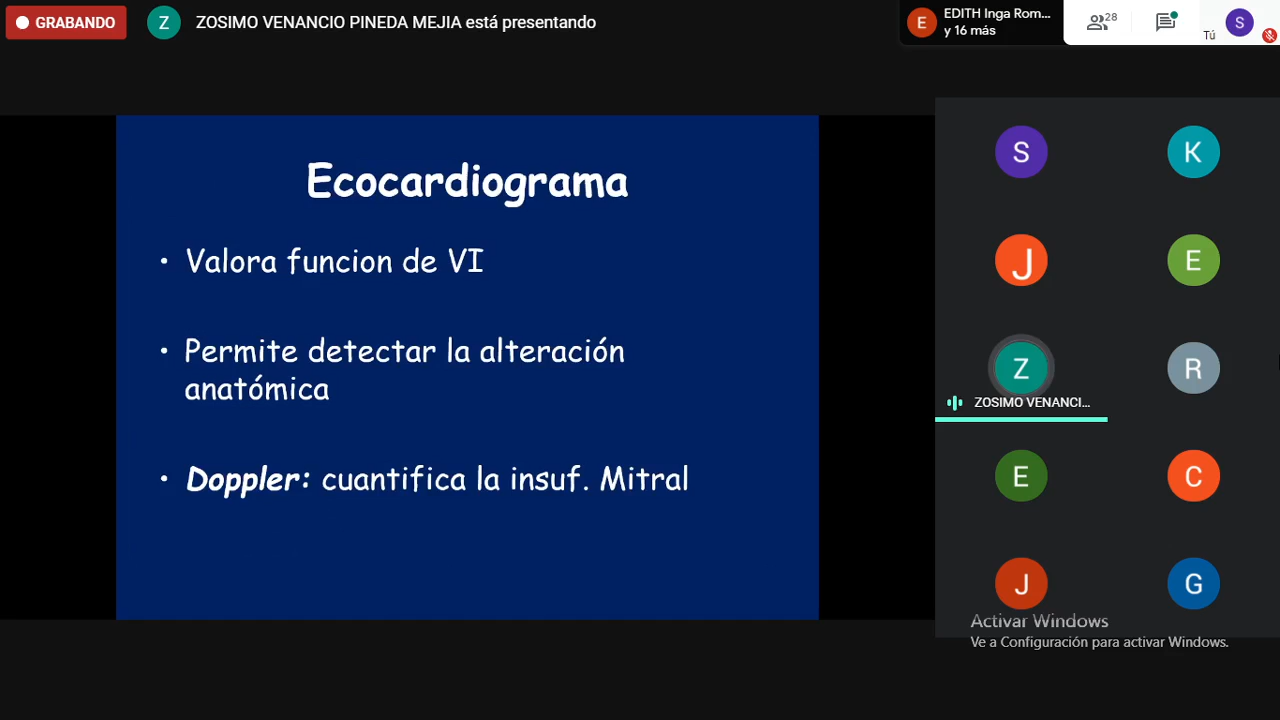 GRABANDO
Z
ZOSIMO VENANCIO PINEDA MEJIA está presentando
E
EDITH Inga Rom...
y 16 más
28
Tú
S
Ecocardiograma
• Valora funcion de VI
• Permite detectar la alteración
anatómica
• Doppler: cuantifica la insuf. Mitral
S
K
J
E
Z
R
ZOSIMO VENANCI...
E
C
J
G
Activar Windows
Ve a Configuración para activar Windows.